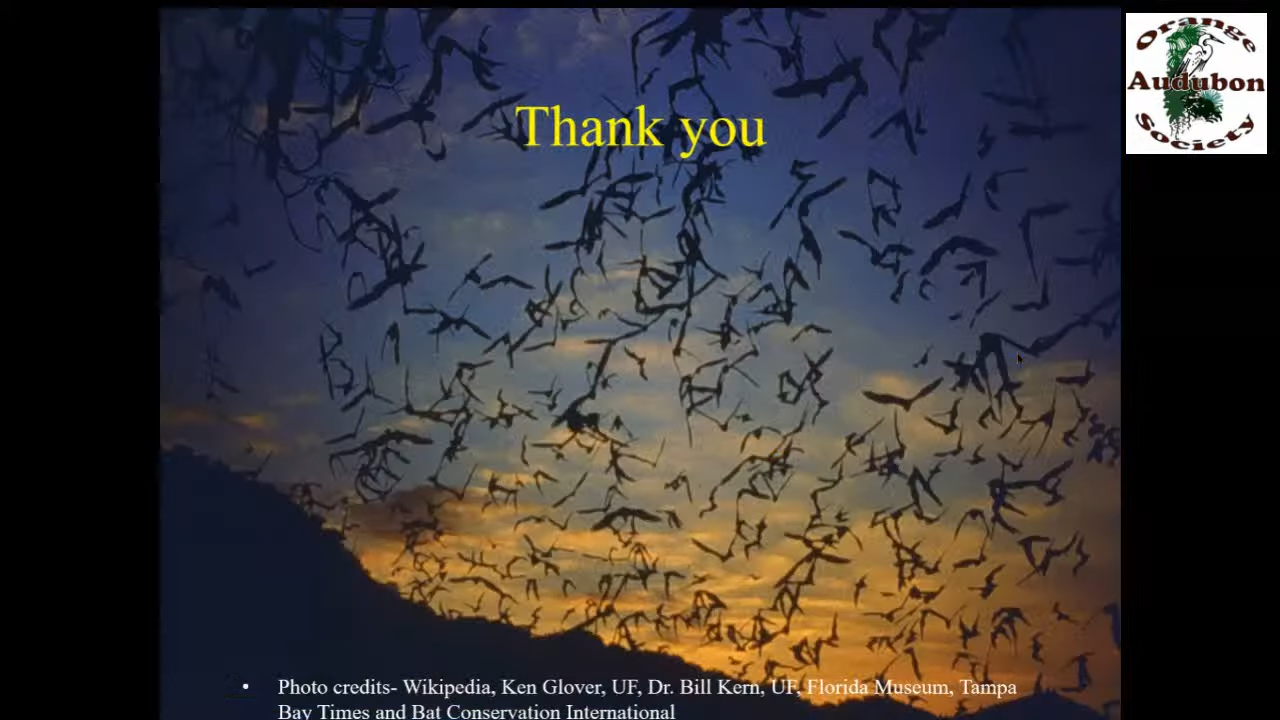 Orange
Audubon
Society
Thank you
• Photo credits- Wikipedia, Ken Glover, UF, Dr. Bill Kern, UF, Florida Museum, Tampa
Bay Times and Bat Conservation International